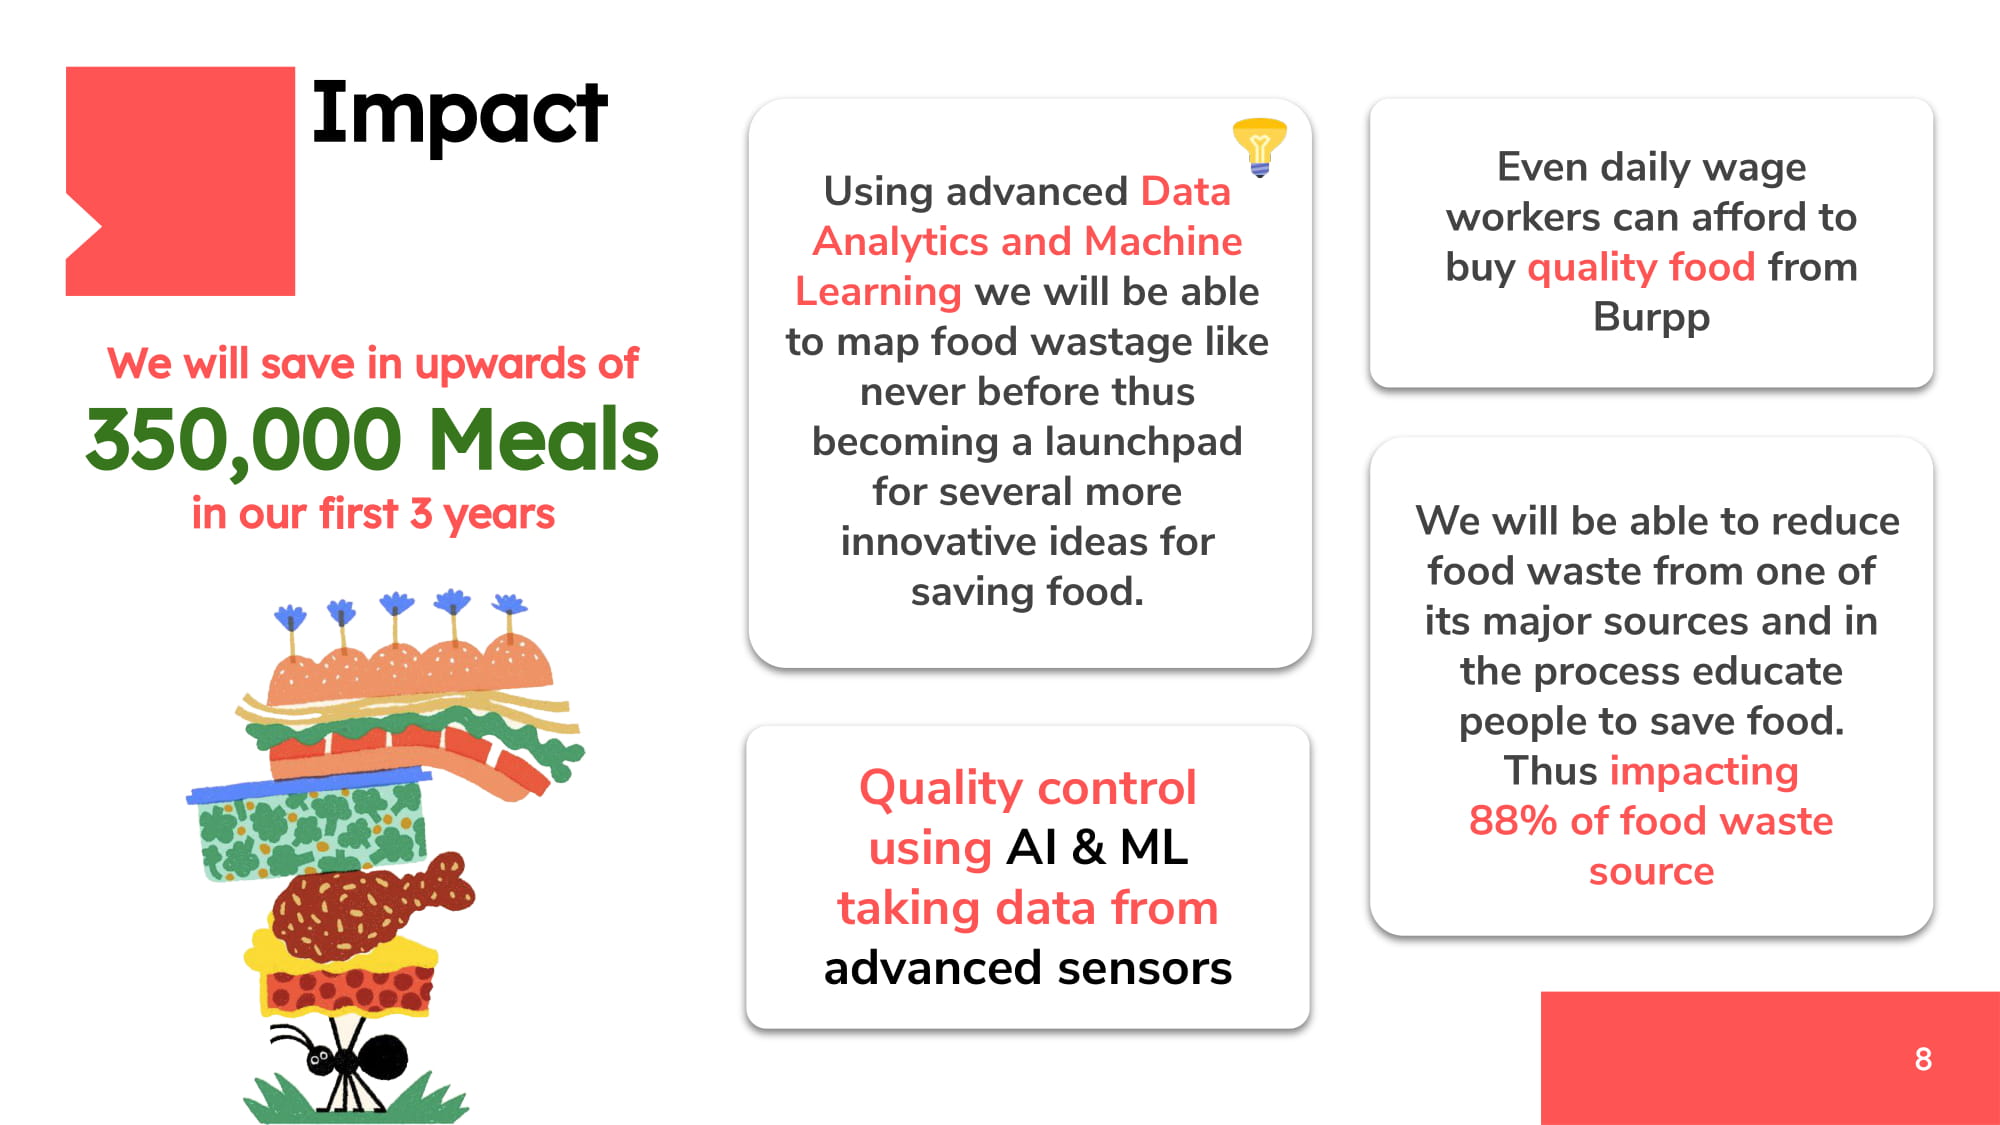 Impact
We will save in upwards of
350,000 Meals
in our first 3 years
Using advanced Data
Analytics and Machine
Learning we will be able
to map food wastage like
never before thus
becoming a launchpad
for several more
innovative ideas for
saving food.
Quality control
using AI & ML
taking data from
advanced sensors
Even daily wage
workers can afford to
buy quality food from
Burpp
We will be able to reduce
food waste from one of
its major sources and in
the process educate
people to save food.
Thus impacting
88% of food waste
source
8